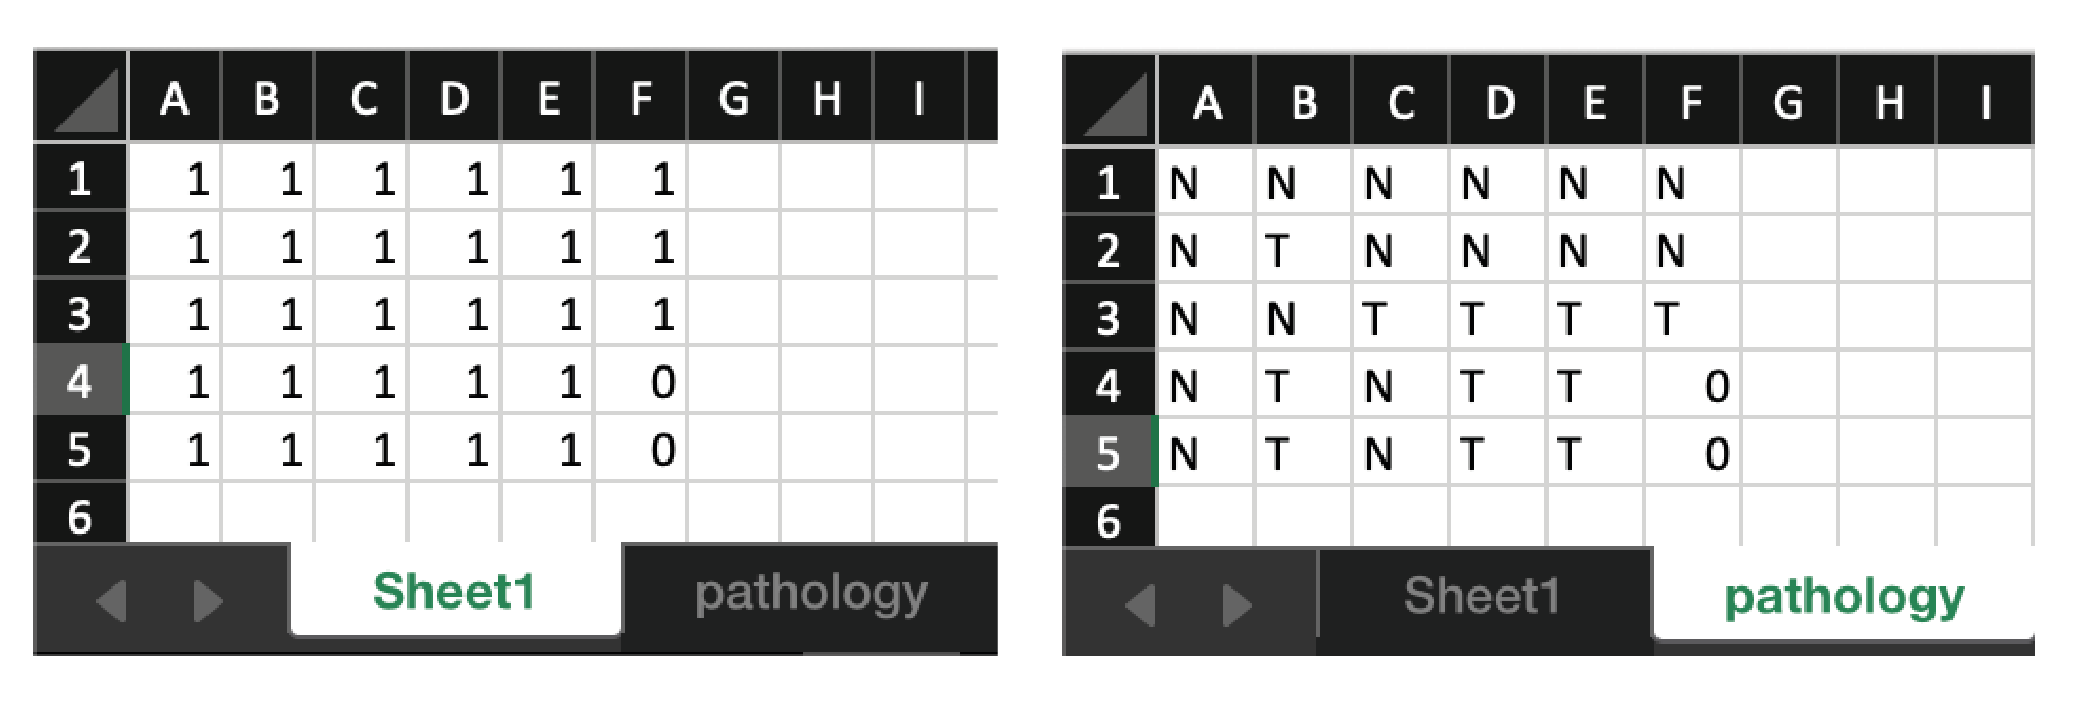 A B C D E F G H I
1 1 1 1 1 1 1
2 1 1 1 1 1 1
3 1 1 1 1 1 1
4 1 1 1 1 1 0
5 1 1 1 1 1 0
6
Sheet1 pathology
A B C D E F G H I
1 N N N N N N
2 N T N N N N
3 N N T T T T
4 N T N T T 0
5 N T N T T 0
6
Sheet1 pathology